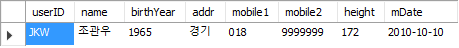 userID name birthYear addr mobile1 mobile2 height mDate
JKW 조관우 1965 경기 018 9999999 172 2010-10-10